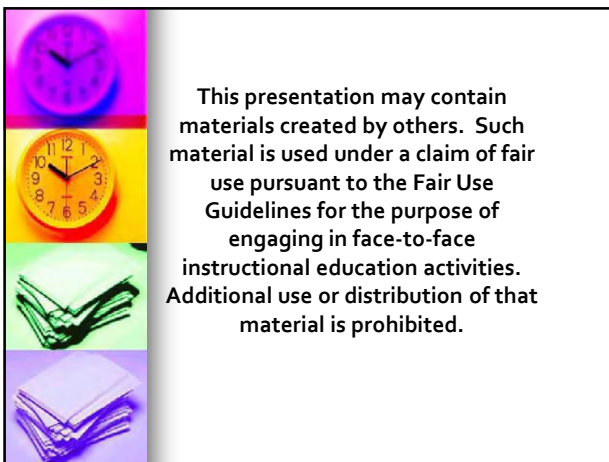 This presentation may contain
materials created by others. Such
material is used under a claim of fair
use pursuant to the Fair Use
Guidelines for the purpose of
engaging in face-to-face
instructional education activities.
Additional use or distribution of that
material is prohibited.